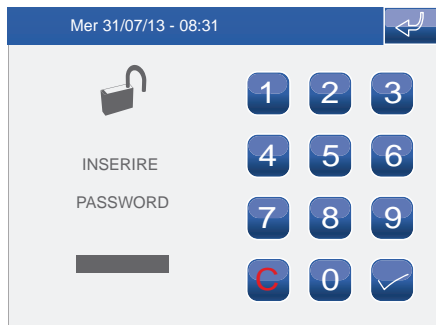 Mer 31/07/13 - 08:31
1 2 3
INSERIRE
4 5 6
PASSWORD
7 8 9
C 0